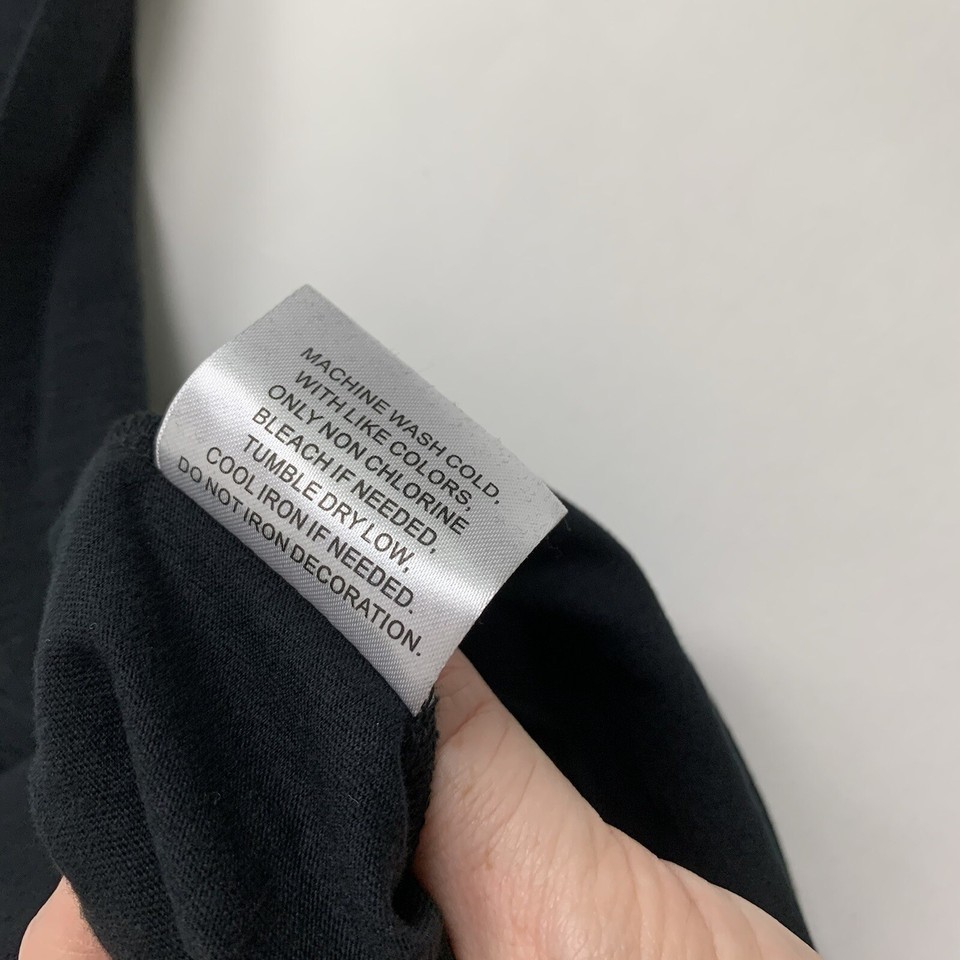 MACHINE WASH COLD,
WITH LIKE COLORS,
ONLY NON CHLORINE
BLEACH IF NEEDED,
TUMBLE DRY LOW,
COOL IRON IF NEEDED.
DO NOT IRON DECORATION.